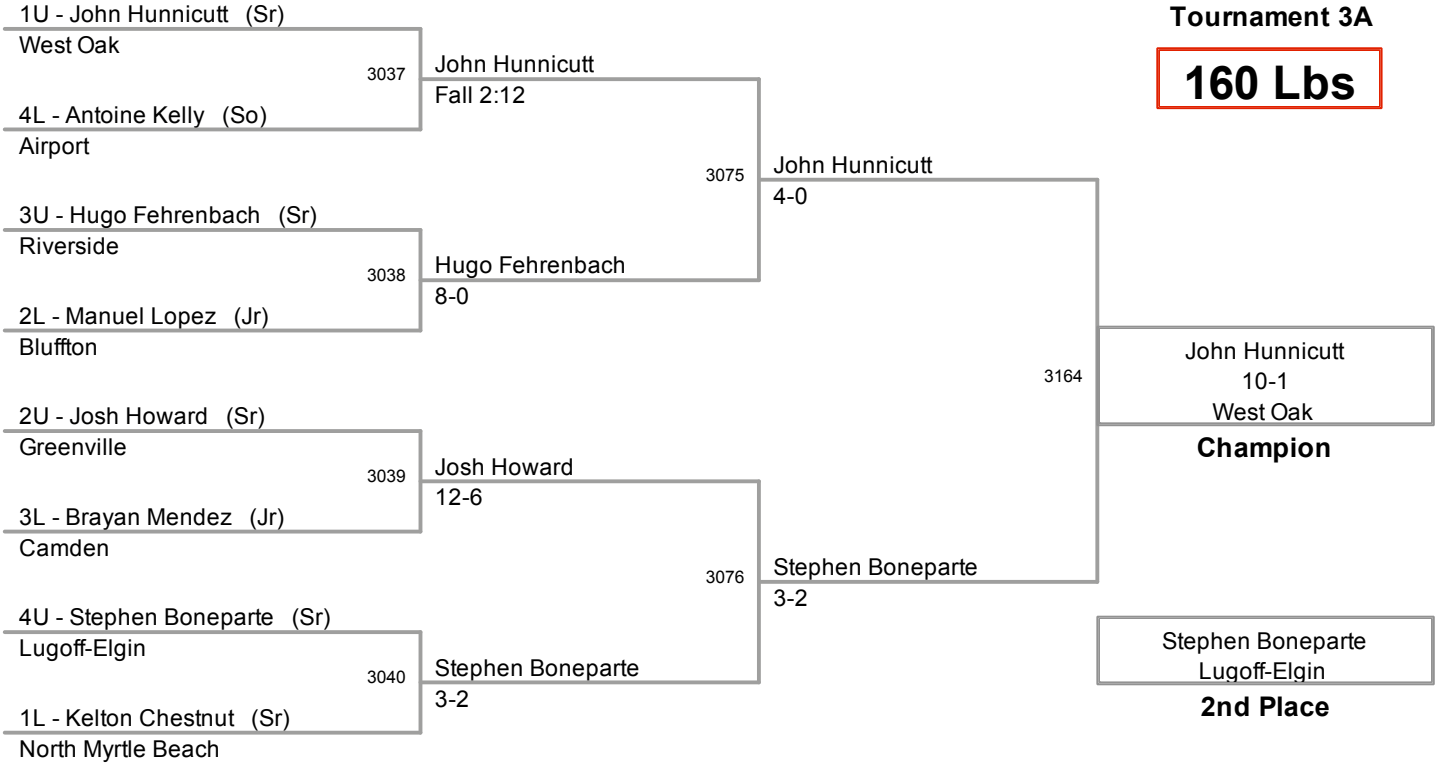 1U - John Hunnicutt (Sr)
West Oak
3037
4L - Antoine Kelly (So)
Airport
John Hunnicutt
Fall 2:12
3U - Hugo Fehrenbach (Sr)
Riverside
3038
2L - Manuel Lopez (Jr)
Bluffton
Hugo Fehrenbach
8-0
3075
John Hunnicutt
4-0
2U - Josh Howard (Sr)
Greenville
3039
3L - Brayan Mendez (Jr)
Camden
Josh Howard
12-6
4U - Stephen Boneparte (Sr)
Lugoff-Elgin
3040
1L - Kelton Chestnut (Sr)
North Myrtle Beach
Stephen Boneparte
3-2
3076
Stephen Boneparte
3-2
3164
Tournament 3A
160 Lbs
John Hunnicutt
10-1
West Oak
Champion
Stephen Boneparte
Lugoff-Elgin
2nd Place